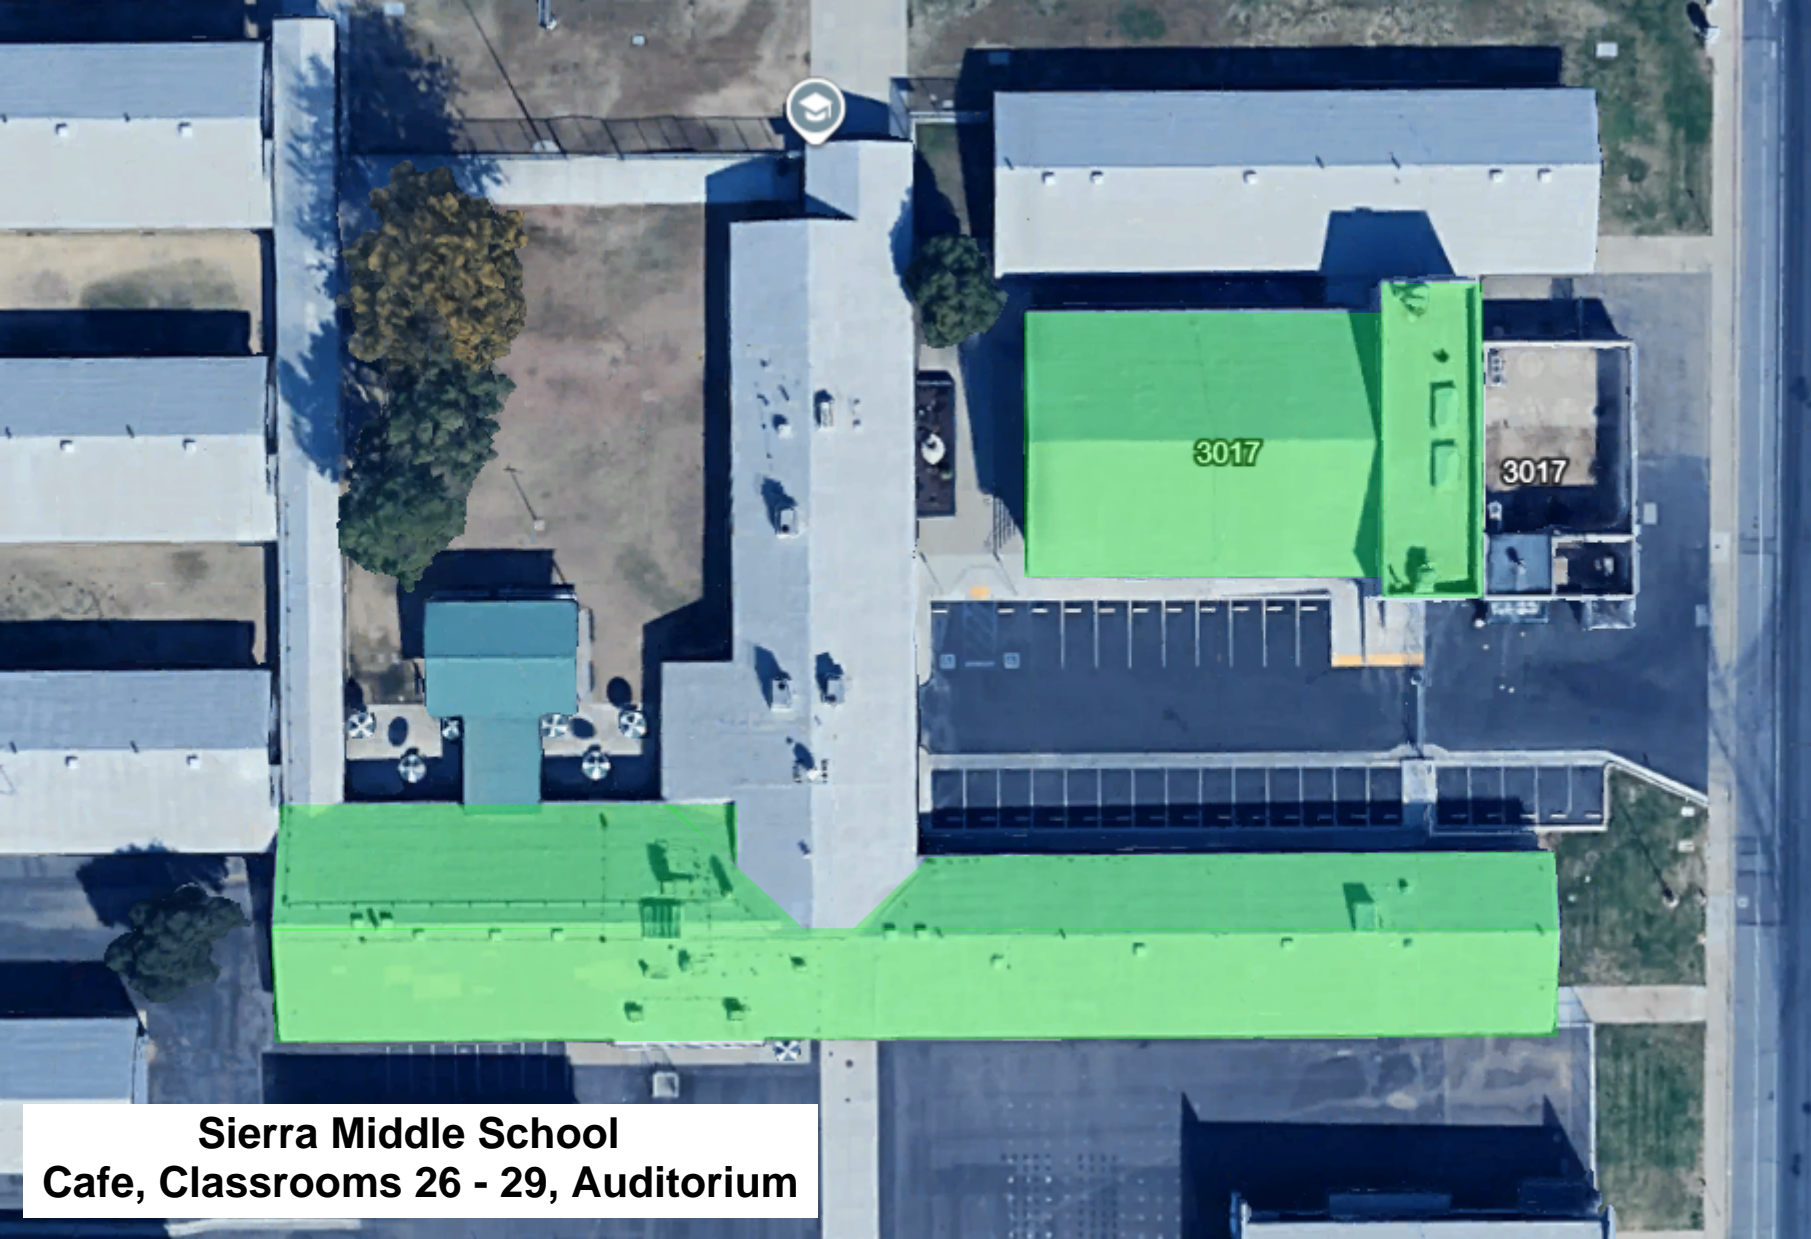 3017
3017
Sierra Middle School
Cafe, Classrooms 26 - 29, Auditorium